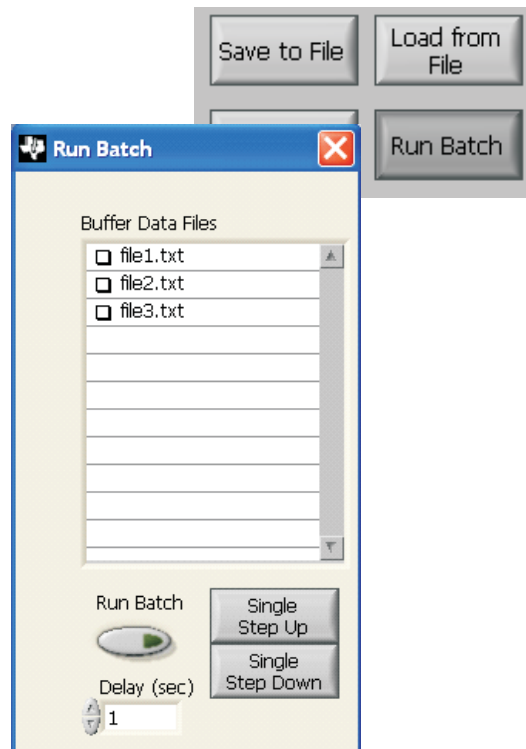 Save to File
Load from
File
Run Batch
Run Batch
Buffer Data Files
file1.txt
file2.txt
file3.txt
Run Batch
Single
Step Up
Single
Step Down
Delay (sec)
1